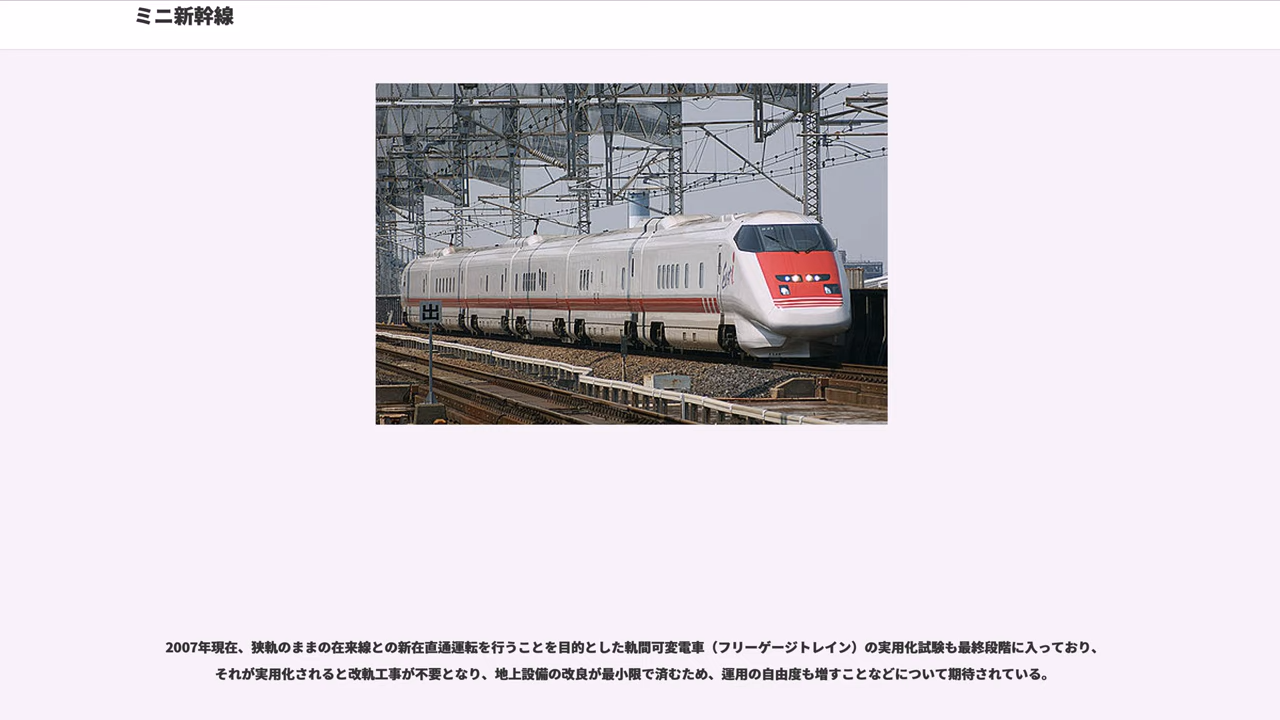 ミニ新幹線
出
2007年現在、狭軌のままの在来線との新在直通運転を行うことを目的とした軌間可変電車（フリーゲージトレイン）の実用化試験も最終段階に入っており、
それが実用化されると改軌工事が不要となり、地上設備の改良が最小限で済むため、運用の自由度も増すことなどについて期待されている。